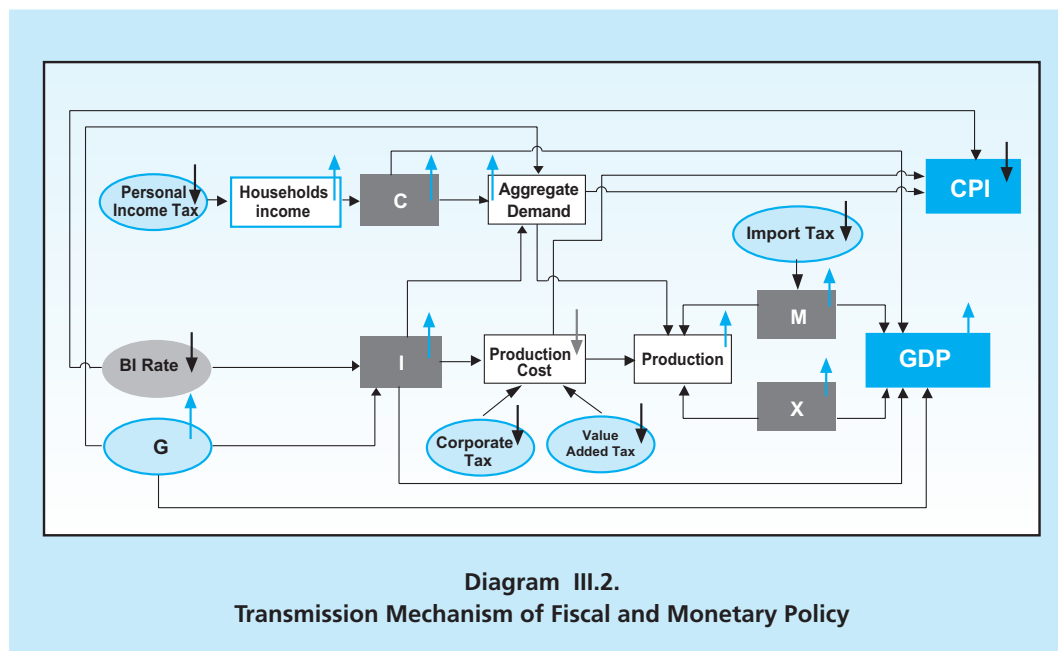 Personal
Income Tax
Households
income
C
Aggregate
Demand
CPI
Import Tax
M
BI Rate
I
Production
Cost
Production
GDP
X
G
Corporate
Tax
Value
Added Tax
Diagram III.2.
Transmission Mechanism of Fiscal and Monetary Policy